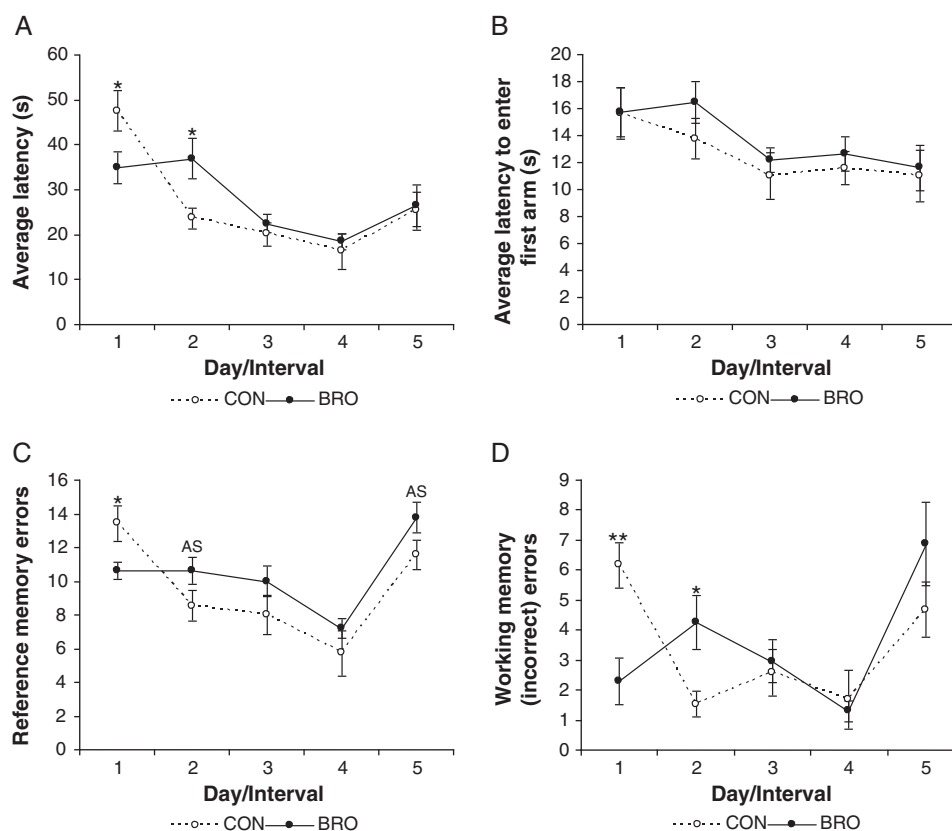 A
60
50
40
30
20
10
0
Average latency (s)
*
*
1 2 3 4 5
Day/Interval
CON BRO
B
20
18
16
14
12
10
8
6
4
2
0
Average latency to enter
first arm (s)
1 2 3 4 5
Day/Interval
CON BRO
C
16
14
12
10
8
6
4
2
0
Reference memory errors
*
AS
AS
1 2 3 4 5
Day/Interval
CON BRO
D
9
8
7
6
5
4
3
2
1
0
Working memory
(incorrect) errors
**
*
1 2 3 4 5
Day/Interval
CON BRO